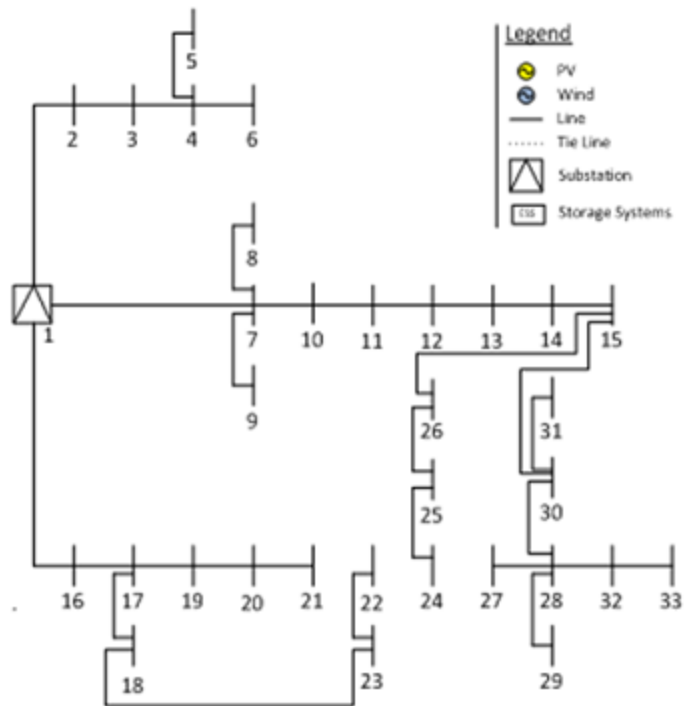 Legend
PV
Wind
Line
Tie Line
Substation
ESS Storage Systems
5
2 3 4 6
8
1 7 10 11 12 13 14 15
9
26 31
25 30
16 17 19 20 21 22 24 27 28 32 33
18 23 29